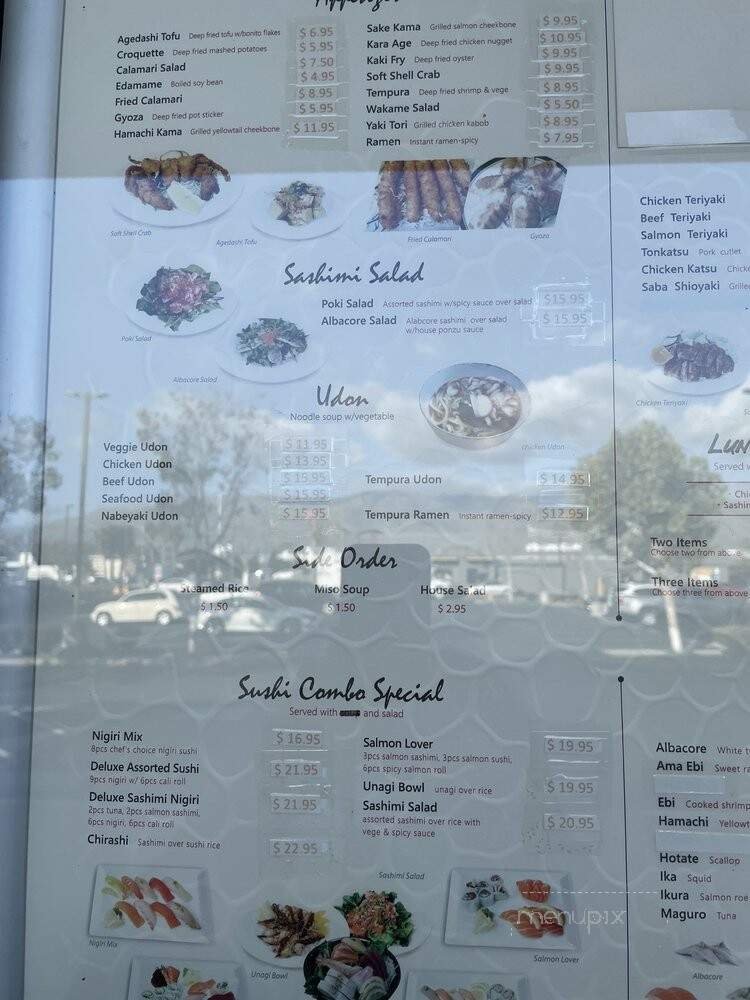 Appetizer
Agedashi Tofu Deep fried tofu w/bonito flakes $ 6.95
Croquette Deep fried mashed potatoes $ 5.95
Calamari Salad $ 7.50
Edamame Boiled soy bean $ 4.95
Fried Calamari $ 8.95
Gyoza Deep fried pot sticker $ 5.95
Hamachi Kama Grilled yellowtail cheekbone $ 11.95
Sake Kama Grilled salmon cheekbone $ 9.95
Kara Age Deep fried chicken nugget $ 10.95
Kaki Fry Deep fried oyster $ 9.95
Soft Shell Crab $ 9.95
Tempura Deep fried shrimp & vege $ 8.95
Wakame Salad $ 5.50
Yaki Tori Grilled chicken kabob $ 8.95
Ramen Instant ramen-spicy $ 7.95
Soft Shell Crab
Agedashi Tofu
Fried Calamari
Gyoza
Sashimi Salad
Poki Salad Assorted sashimi w/spicy sauce over salad $15.95
Albacore Salad Alabcore sashimi over salad $ 15.95
w/house ponzu sauce
Poki Salad
Albacore Salad
Udon
Noodle soup w/vegetable
chicken Udon
Veggie Udon $ 11.95
Chicken Udon $ 13.95
Beef Udon $ 15.95
Seafood Udon $ 15.95
Nabeyaki Udon $ 15.95
Tempura Udon $ 14.95
Tempura Ramen Instant ramen-spicy $12.95
Side Order
Steamed Rice Miso Soup House Salad
$ 1.50 $ 1.50 $ 2.95
Sushi Combo Special
Served with and salad
Nigiri Mix $ 16.95
8pcs chef's choice nigiri sushi
Deluxe Assorted Sushi $ 21.95
9pcs nigiri w/ 6pcs cali roll
Deluxe Sashimi Nigiri $ 21.95
2pcs tuna, 2pcs salmon sashimi,
6pcs nigiri, 6pcs cali roll
Chirashi Sashimi over sushi rice $ 22.95
Salmon Lover $ 19.95
3pcs salmon sashimi, 3pcs salmon sushi,
6pcs spicy salmon roll
Unagi Bowl unagi over rice $ 19.95
Sashimi Salad $ 20.95
assorted sashimi over rice with
vege & spicy sauce
Nigiri Mix
Unagi Bowl
Sashimi Salad
Salmon Lover
menupix
Chicken Teriyaki
Beef Teriyaki
Salmon Teriyaki
Tonkatsu Pork cutlet
Chicken Katsu
Saba Shioyaki
Chicken Teriyaki
Served
Two Items
Choose two from above
Three Items
Choose three from above
Albacore White
Ama Ebi Sweet
Ebi Cooked shrimp
Hamachi
Hotate Scallop
Ika Squid
Ikura Salmon roe
Maguro Tuna
Albacore